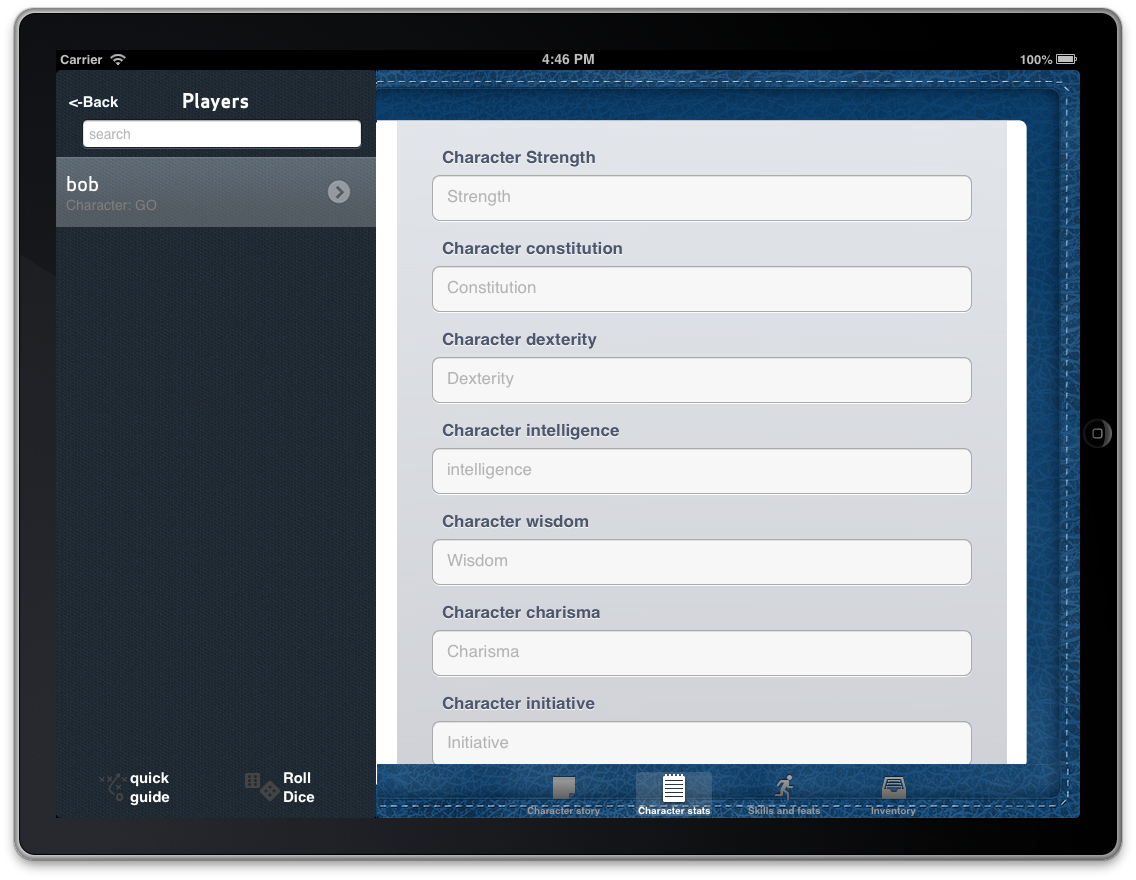 Carrier 4:46 PM 100%
<-Back Players
search
bob
Character: GO
quick
guide
Roll
Dice
Character Strength
Strength
Character constitution
Constitution
Character dexterity
Dexterity
Character intelligence
intelligence
Character wisdom
Wisdom
Character charisma
Charisma
Character initiative
Initiative
Character story Character stats Skills and feats Inventory